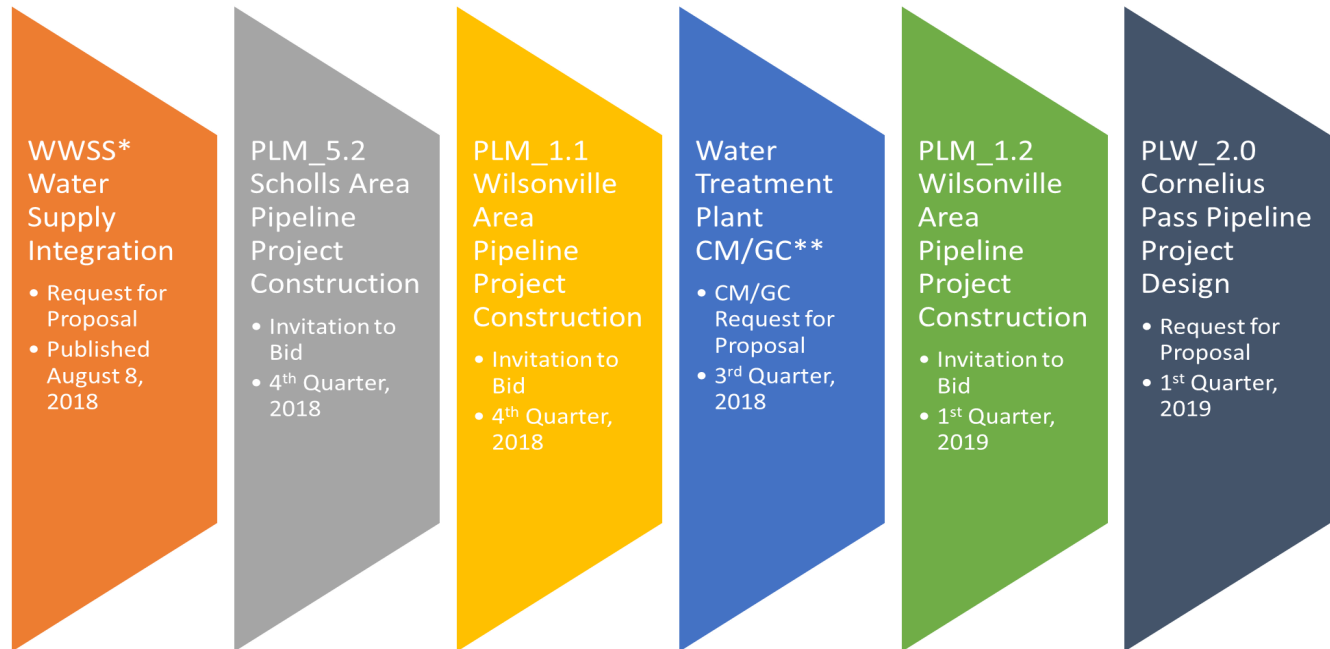 WWSS*
Water
Supply
Integration
• Request for
Proposal
• Published
August 8,
2018
PLM_5.2
Scholls Area
Pipeline
Project
Construction
• Invitation to
Bid
• 4th Quarter,
2018
PLM_1.1
Wilsonville
Area
Pipeline
Project
Construction
• Invitation to
Bid
• 4th Quarter,
2018
Water
Treatment
Plant
CM/GC**
• CM/GC
Request for
Proposal
• 3rd Quarter,
2018
PLM_1.2
Wilsonville
Area
Pipeline
Project
Construction
• Invitation to
Bid
• 1st Quarter,
2019
PLW_2.0
Cornelius
Pass Pipeline
Project
Design
• Request for
Proposal
• 1st Quarter,
2019